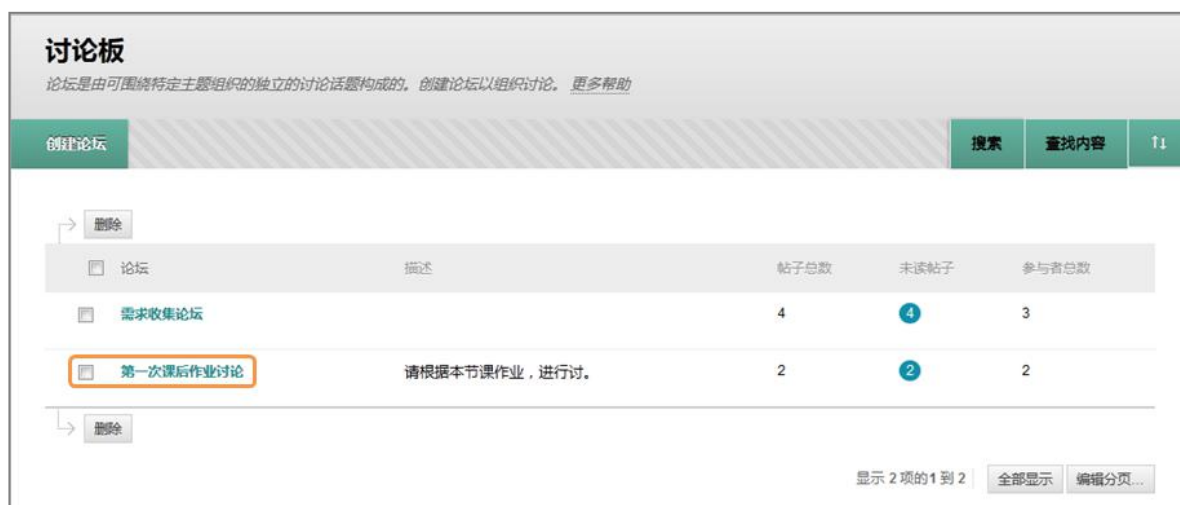 讨论板
论坛是由可围绕特定主题组织的独立的讨论话题构成的。创建论坛以组织讨论。 更多帮助
创建论坛 搜索 查找内容 ↑↓
删除
论坛 描述 帖子总数 未读帖子 参与者总数
需求收集论坛 4 4 3
第一次课后作业讨论 请根据本节课作业，进行讨。 2 2 2
删除
显示 2 项的1 到 2 全部显示 编辑分页...